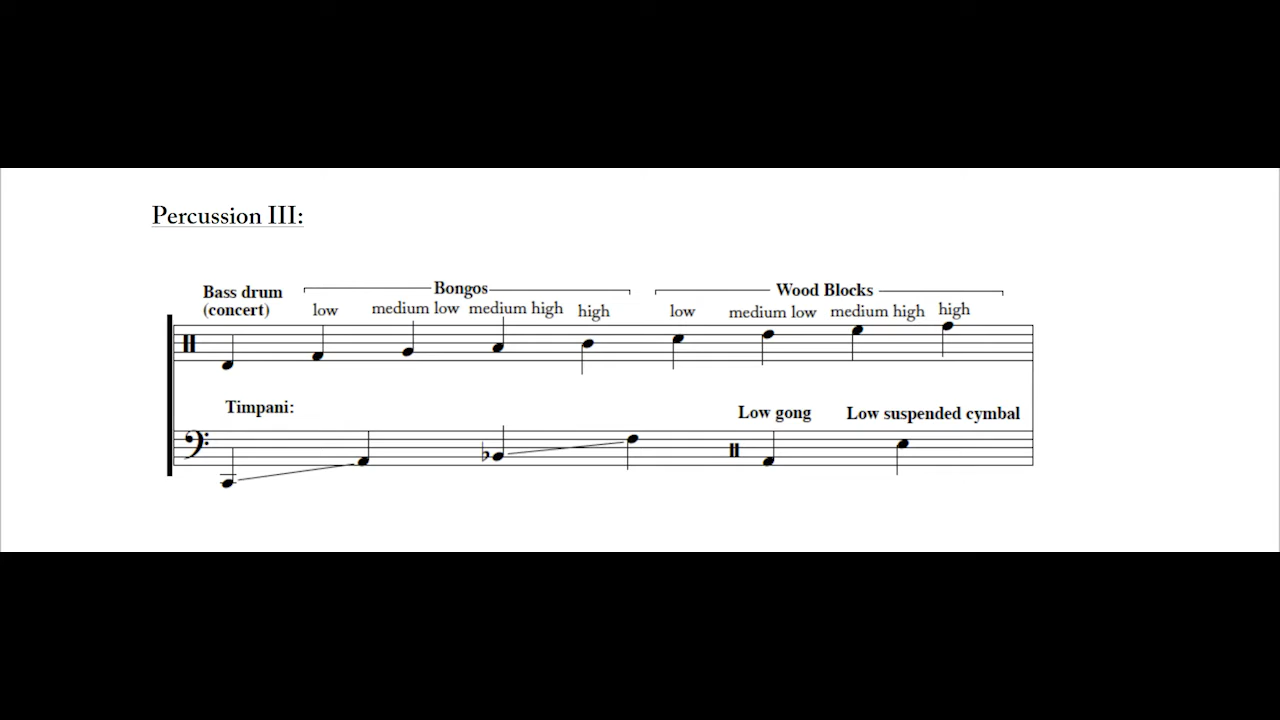 Percussion III:
Bass drum
(concert)
Bongos
low medium low medium high high
Wood Blocks
low medium low medium high high
Timpani:
Low gong Low suspended cymbal